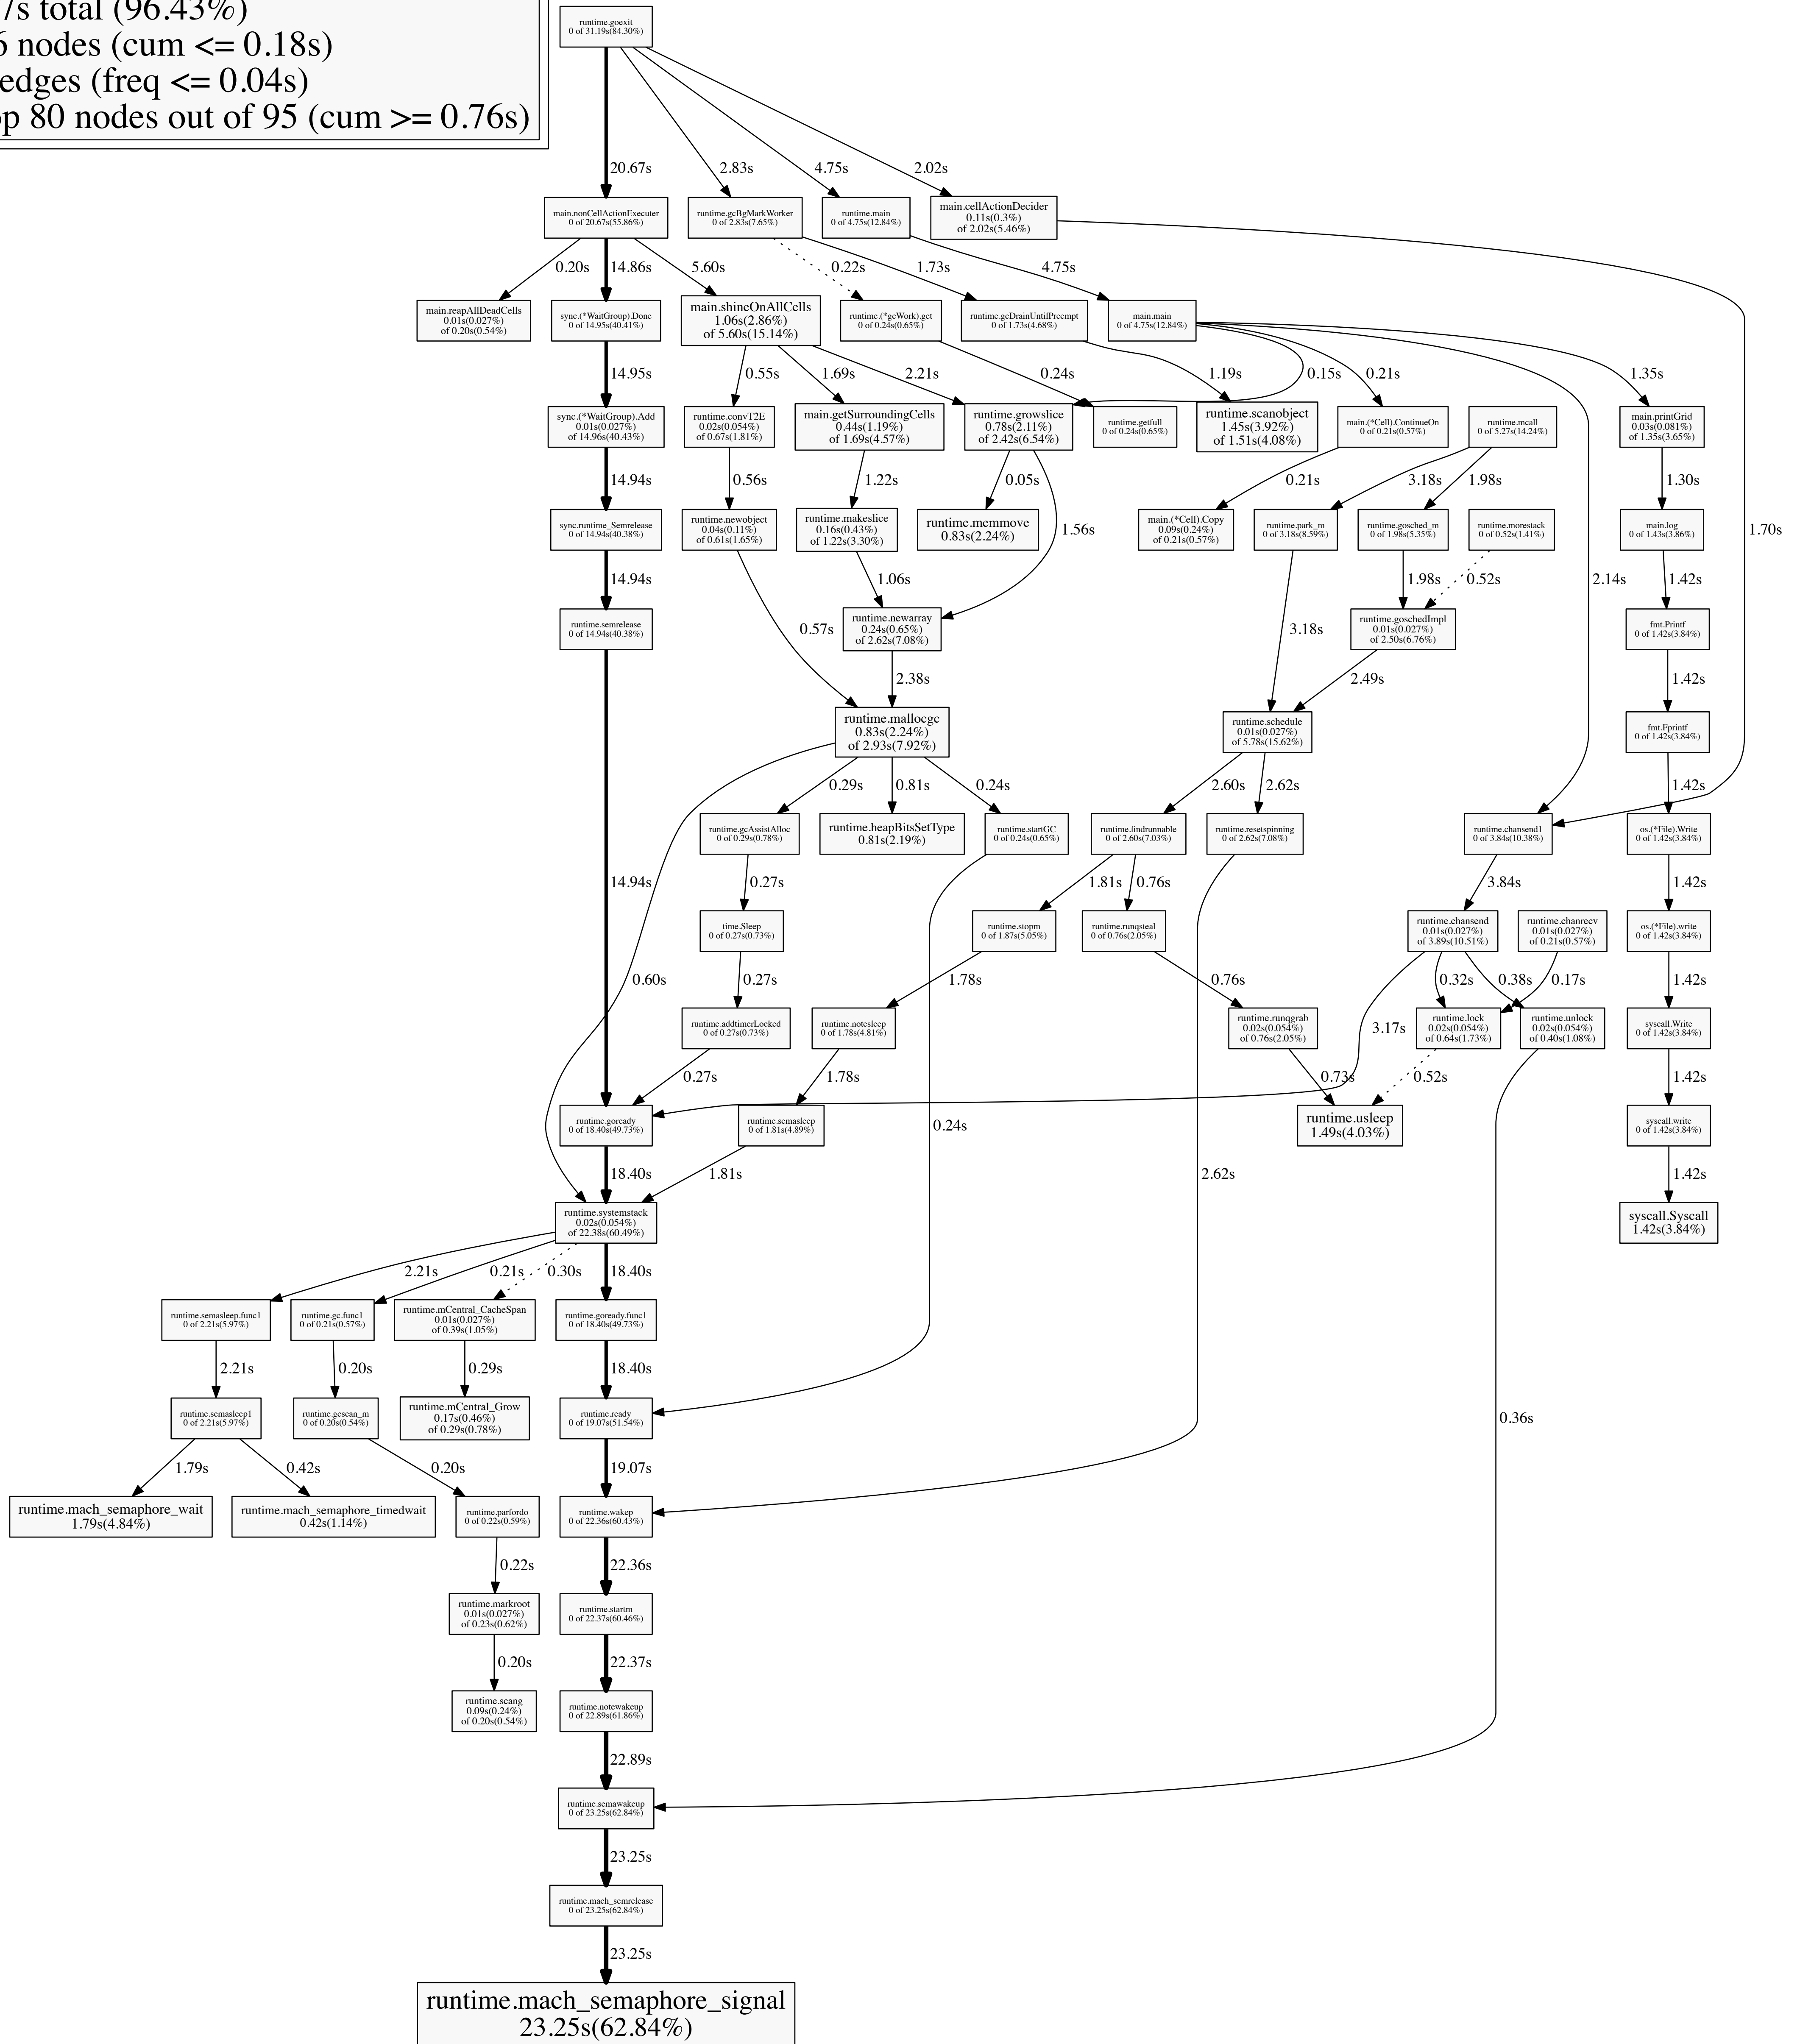 7s total (96.43%)
6 nodes (cum <= 0.18s)
edges (freq <= 0.04s)
op 80 nodes out of 95 (cum >= 0.76s)
runtime.goexit
0 of 31.19s(84.30%)
20.67s
2.83s
4.75s
2.02s
main.nonCellActionExecuter
0 of 20.67s(55.86%)
runtime.gcBgMarkWorker
0 of 2.83s(7.65%)
runtime.main
0 of 4.75s(12.84%)
main.cellActionDecider
0.11s(0.3%)
of 2.02s(5.46%)
0.20s
14.86s
5.60s
0.22s
1.73s
4.75s
main.reapAllDeadCells
0.01s(0.027%)
of 0.20s(0.54%)
sync.(*WaitGroup).Done
0 of 14.95s(40.41%)
main.shineOnAllCells
1.06s(2.86%)
of 5.60s(15.14%)
runtime.(*gcWork).get
0 of 0.24s(0.65%)
runtime.gcDrainUntilPreempt
0 of 1.73s(4.68%)
main.main
0 of 4.75s(12.84%)
14.95s
0.55s
1.69s
2.21s
0.24s
1.19s
0.15s
0.21s
1.35s
sync.(*WaitGroup).Add
0.01s(0.027%)
of 14.96s(40.43%)
runtime.convT2E
0.02s(0.054%)
of 0.67s(1.81%)
main.getSurroundingCells
0.44s(1.19%)
of 1.69s(4.57%)
runtime.growslice
0.78s(2.11%)
of 2.42s(6.54%)
runtime.getfull
0 of 0.24s(0.65%)
runtime.scanobject
1.45s(3.92%)
of 1.51s(4.08%)
main.(*Cell).ContinueOn
0 of 0.21s(0.57%)
runtime.mcall
0 of 5.27s(14.24%)
main.printGrid
0.03s(0.081%)
of 1.35s(3.65%)
14.94s
0.56s
1.22s
0.05s
1.56s
0.21s
3.18s
1.98s
1.30s
1.70s
sync.runtime_Semrelease
0 of 14.94s(40.38%)
runtime.newobject
0.04s(0.11%)
of 0.61s(1.65%)
runtime.makeslice
0.16s(0.43%)
of 1.22s(3.30%)
runtime.memmove
0.83s(2.24%)
main.(*Cell).Copy
0.09s(0.24%)
of 0.21s(0.57%)
runtime.park_m
0 of 3.18s(8.59%)
runtime.gosched_m
0 of 1.98s(5.35%)
runtime.morestack
0 of 0.52s(1.41%)
main.log
0 of 1.43s(3.86%)
14.94s
1.06s
1.98s
0.52s
2.14s
1.42s
runtime.semrelease
0 of 14.94s(40.38%)
0.57s
runtime.newarray
0.24s(0.65%)
of 2.62s(7.08%)
3.18s
runtime.goschedImpl
0.01s(0.027%)
of 2.50s(6.76%)
fmt.Printf
0 of 1.42s(3.84%)
2.38s
2.49s
1.42s
runtime.mallocgc
0.83s(2.24%)
of 2.93s(7.92%)
runtime.schedule
0.01s(0.027%)
of 5.78s(15.62%)
fmt.Fprintf
0 of 1.42s(3.84%)
0.29s
0.81s
0.24s
2.60s
2.62s
1.42s
runtime.gcAssistAlloc
0 of 0.29s(0.78%)
runtime.heapBitsSetType
0.81s(2.19%)
runtime.startGC
0 of 0.24s(0.65%)
runtime.findrunnable
0 of 2.60s(7.03%)
runtime.resetspinning
0 of 2.62s(7.08%)
runtime.chansend1
0 of 3.84s(10.38%)
os.(*File).Write
0 of 1.42s(3.84%)
14.94s
0.27s
1.81s
0.76s
3.84s
1.42s
time.Sleep
0 of 0.27s(0.73%)
runtime.stopm
0 of 1.87s(5.05%)
runtime.runqsteal
0 of 0.76s(2.05%)
runtime.chansend
0.01s(0.027%)
of 3.89s(10.51%)
runtime.chanrecv
0.01s(0.027%)
of 0.21s(0.57%)
os.(*File).write
0 of 1.42s(3.84%)
0.60s
0.27s
1.78s
0.76s
0.32s
0.38s
0.17s
1.42s
runtime.addtimerLocked
0 of 0.27s(0.73%)
runtime.notesleep
0 of 1.78s(4.81%)
runtime.runqgrab
0.02s(0.054%)
of 0.76s(2.05%)
3.17s
runtime.lock
0.02s(0.054%)
of 0.64s(1.73%)
runtime.unlock
0.02s(0.054%)
of 0.40s(1.08%)
syscall.Write
0 of 1.42s(3.84%)
0.27s
1.78s
0.73s
0.52s
1.42s
runtime.goready
0 of 18.40s(49.73%)
runtime.semasleep
0 of 1.81s(4.89%)
0.24s
runtime.usleep
1.49s(4.03%)
syscall.write
0 of 1.42s(3.84%)
18.40s
1.81s
2.62s
1.42s
runtime.systemstack
0.02s(0.054%)
of 22.38s(60.49%)
syscall.Syscall
1.42s(3.84%)
2.21s
0.21s
0.30s
18.40s
runtime.semasleep.func1
0 of 2.21s(5.97%)
runtime.gc.func1
0 of 0.21s(0.57%)
runtime.mCentral_CacheSpan
0.01s(0.027%)
of 0.39s(1.05%)
runtime.goready.func1
0 of 18.40s(49.73%)
2.21s
0.20s
0.29s
18.40s
runtime.semasleep1
0 of 2.21s(5.97%)
runtime.gcscan_m
0 of 0.20s(0.54%)
runtime.mCentral_Grow
0.17s(0.46%)
of 0.29s(0.78%)
runtime.ready
0 of 19.07s(51.54%)
0.36s
1.79s
0.42s
0.20s
19.07s
runtime.mach_semaphore_wait
1.79s(4.84%)
runtime.mach_semaphore_timedwait
0.42s(1.14%)
runtime.parfordo
0 of 0.22s(0.59%)
runtime.wakep
0 of 22.36s(60.43%)
0.22s
22.36s
runtime.markroot
0.01s(0.027%)
of 0.23s(0.62%)
runtime.startm
0 of 22.37s(60.46%)
0.20s
22.37s
runtime.scang
0.09s(0.24%)
of 0.20s(0.54%)
runtime.notewakeup
0 of 22.89s(61.86%)
22.89s
runtime.semawakeup
0 of 23.25s(62.84%)
23.25s
runtime.mach_semrelease
0 of 23.25s(62.84%)
23.25s
runtime.mach_semaphore_signal
23.25s(62.84%)